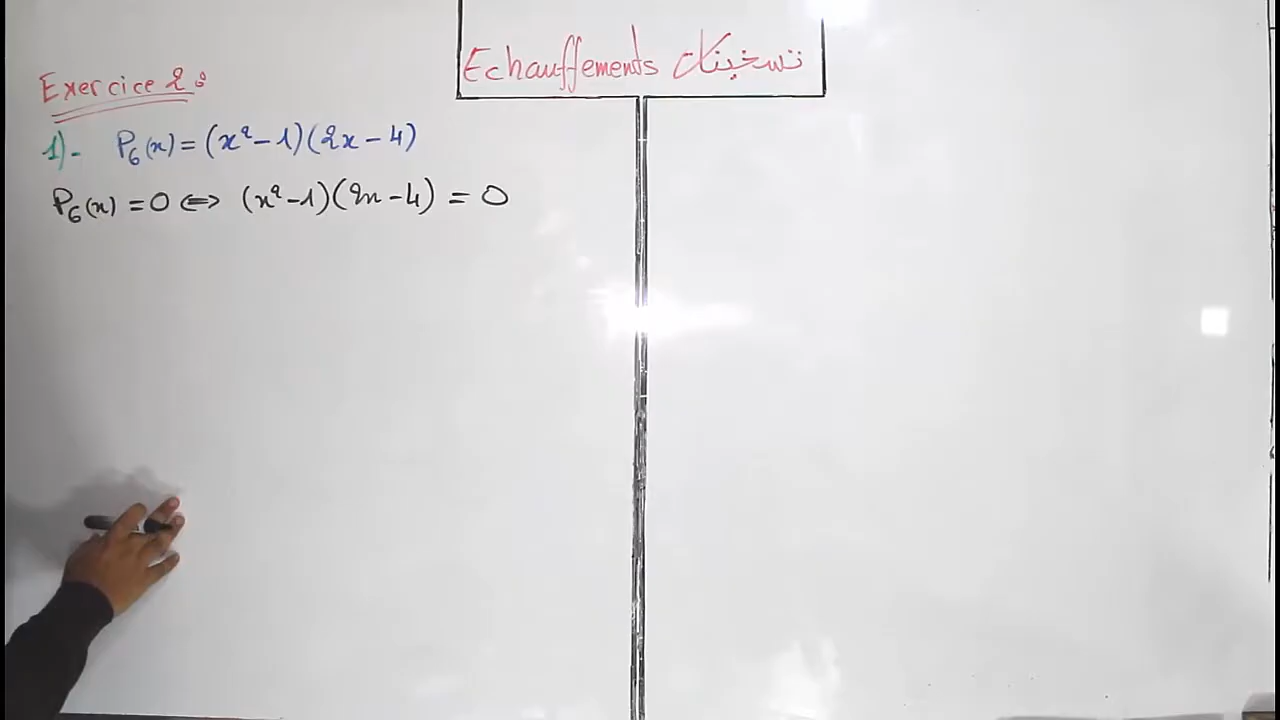 Echauffements تسخينات
Exercice 2 :
1)- P₆(x) = (x² - 1)(2x - 4)
P₆(x) = 0 ⟺ (x² - 1)(2x - 4) = 0